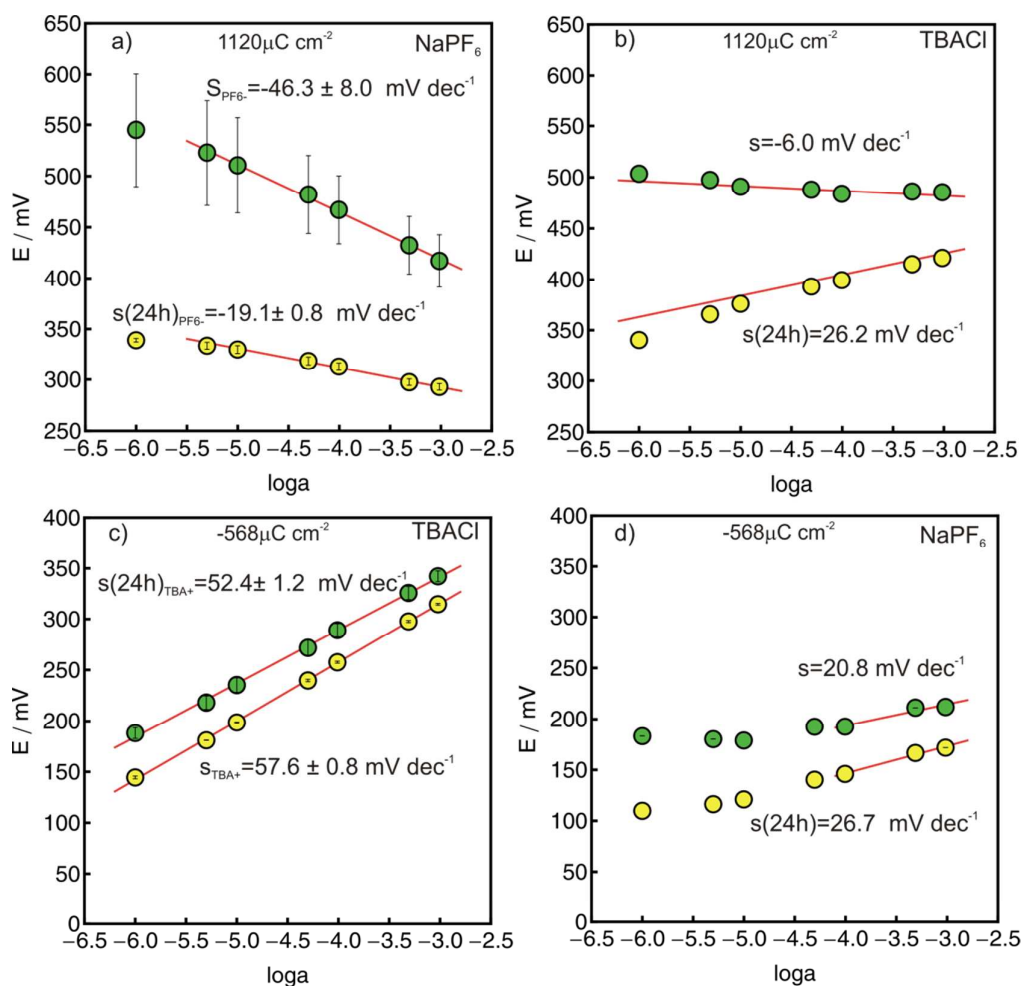 a) 1120μC cm⁻² NaPF₆
S_PF6-=-46.3 ± 8.0 mV dec⁻¹
s(24h)_PF6-=-19.1± 0.8 mV dec⁻¹
650
600
550
500
450
400
350
300
250
E / mV
−6.5 −6.0 −5.5 −5.0 −4.5 −4.0 −3.5 −3.0 −2.5
loga
b) 1120μC cm⁻² TBACl
s=-6.0 mV dec⁻¹
s(24h)=26.2 mV dec⁻¹
650
600
550
500
450
400
350
300
250
E / mV
−6.5 −6.0 −5.5 −5.0 −4.5 −4.0 −3.5 −3.0 −2.5
loga
c) -568μC cm⁻² TBACl
s(24h)_TBA+=52.4± 1.2 mV dec⁻¹
s_TBA+=57.6 ± 0.8 mV dec⁻¹
400
350
300
250
200
150
100
50
0
E / mV
−6.5 −6.0 −5.5 −5.0 −4.5 −4.0 −3.5 −3.0 −2.5
loga
d) -568μC cm⁻² NaPF₆
s=20.8 mV dec⁻¹
s(24h)=26.7 mV dec⁻¹
400
350
300
250
200
150
100
50
0
E / mV
−6.5 −6.0 −5.5 −5.0 −4.5 −4.0 −3.5 −3.0 −2.5
loga